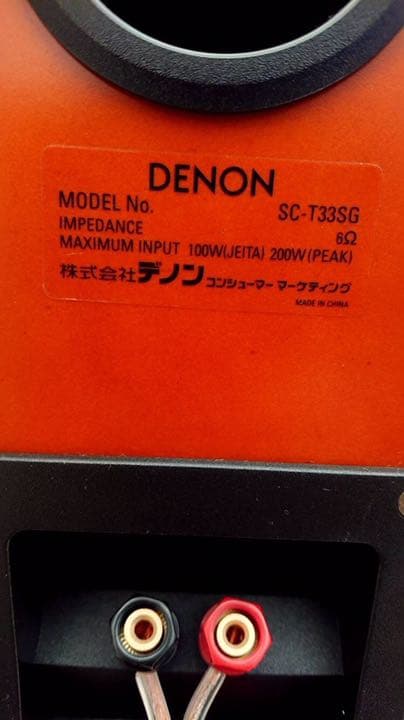 DENON
MODEL No. SC-T33SG
IMPEDANCE 6Ω
MAXIMUM INPUT 100W(JEITA) 200W(PEAK)
株式会社デノン コンシューマー マーケティング
MADE IN CHINA